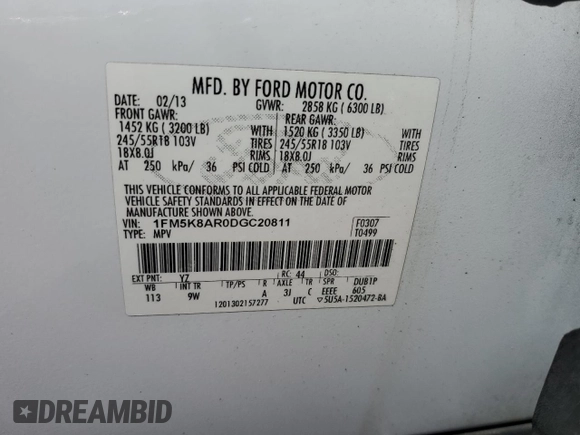 MFD. BY FORD MOTOR CO.
DATE: 02/13 GVWR: 2858 KG ( 6300 LB)
FRONT GAWR: REAR GAWR:
1452 KG ( 3200 LB) WITH 1520 KG ( 3350 LB) WITH
245/55R18 103V TIRES 245/55R18 103V TIRES
18X8.0J RIMS 18X8.0J RIMS
AT 250 kPa/ 36 PSI COLD AT 250 kPa/ 36 PSI COLD
THIS VEHICLE CONFORMS TO ALL APPLICABLE FEDERAL MOTOR
VEHICLE SAFETY STANDARDS IN EFFECT ON THE DATE OF
MANUFACTURE SHOWN ABOVE.
VIN: 1FM5K8AR0DGC20811 F0307
TYPE: MPV T0499
EXT PNT: YZ RC: 44 DSO:
WB INT TR TP/PS R AXLE TR SPR DUB1P
113 9W A 3J C EEEE 605
1201302157277 UTC ▽5USA-1520472-BA
DREAMBID